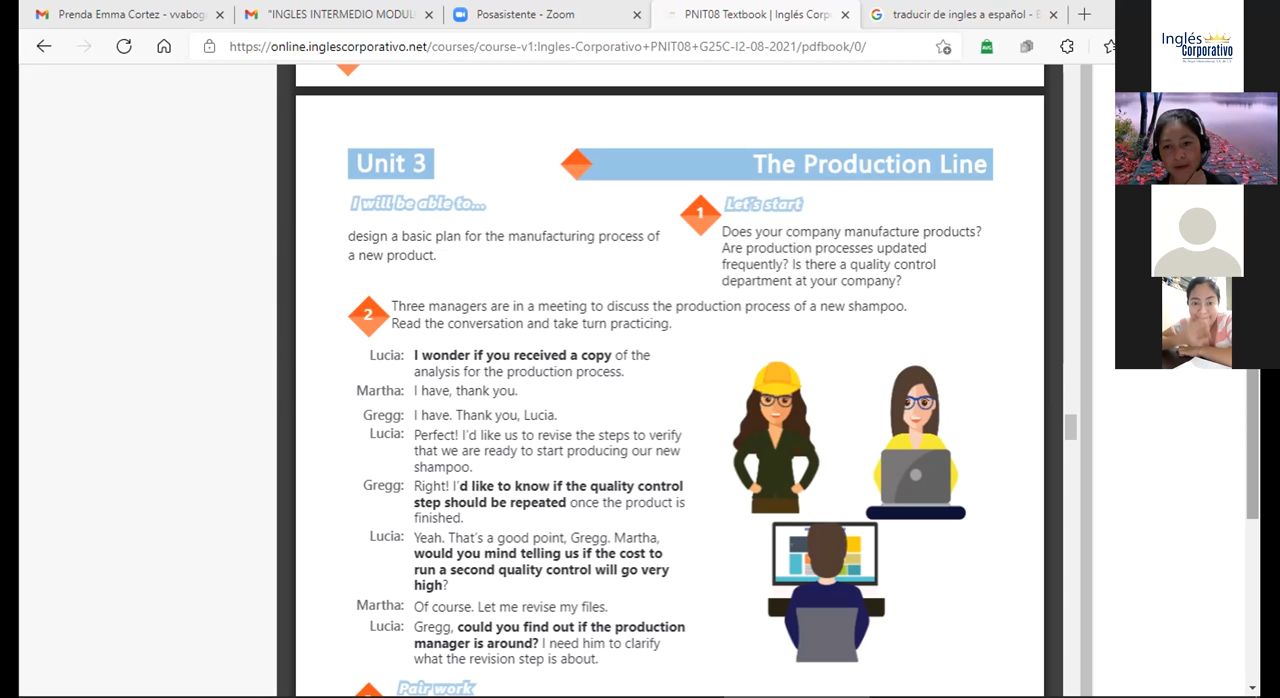 Prenda Emma Cortez - vvabog
"INGLES INTERMEDIO MODUL
Posasistente - Zoom
PNIT08 Textbook | Inglés Corp
traducir de ingles a español -
https://online.inglescorporativo.net/courses/course-v1:Ingles-Corporativo+PNIT08+G25C-I2-08-2021/pdfbook/0/
Inglés
Corporativo
Unit 3
The Production Line
I will be able to...
design a basic plan for the manufacturing process of
a new product.
1
Let's start
Does your company manufacture products?
Are production processes updated
frequently? Is there a quality control
department at your company?
2
Three managers are in a meeting to discuss the production process of a new shampoo.
Read the conversation and take turn practicing.
Lucia: I wonder if you received a copy of the
analysis for the production process.
Martha: I have, thank you.
Gregg: I have. Thank you, Lucia.
Lucia: Perfect! I'd like us to revise the steps to verify
that we are ready to start producing our new
shampoo.
Gregg: Right! I'd like to know if the quality control
step should be repeated once the product is
finished.
Lucia: Yeah. That's a good point, Gregg. Martha,
would you mind telling us if the cost to
run a second quality control will go very
high?
Martha: Of course. Let me revise my files.
Lucia: Gregg, could you find out if the production
manager is around? I need him to clarify
what the revision step is about.
Pair work